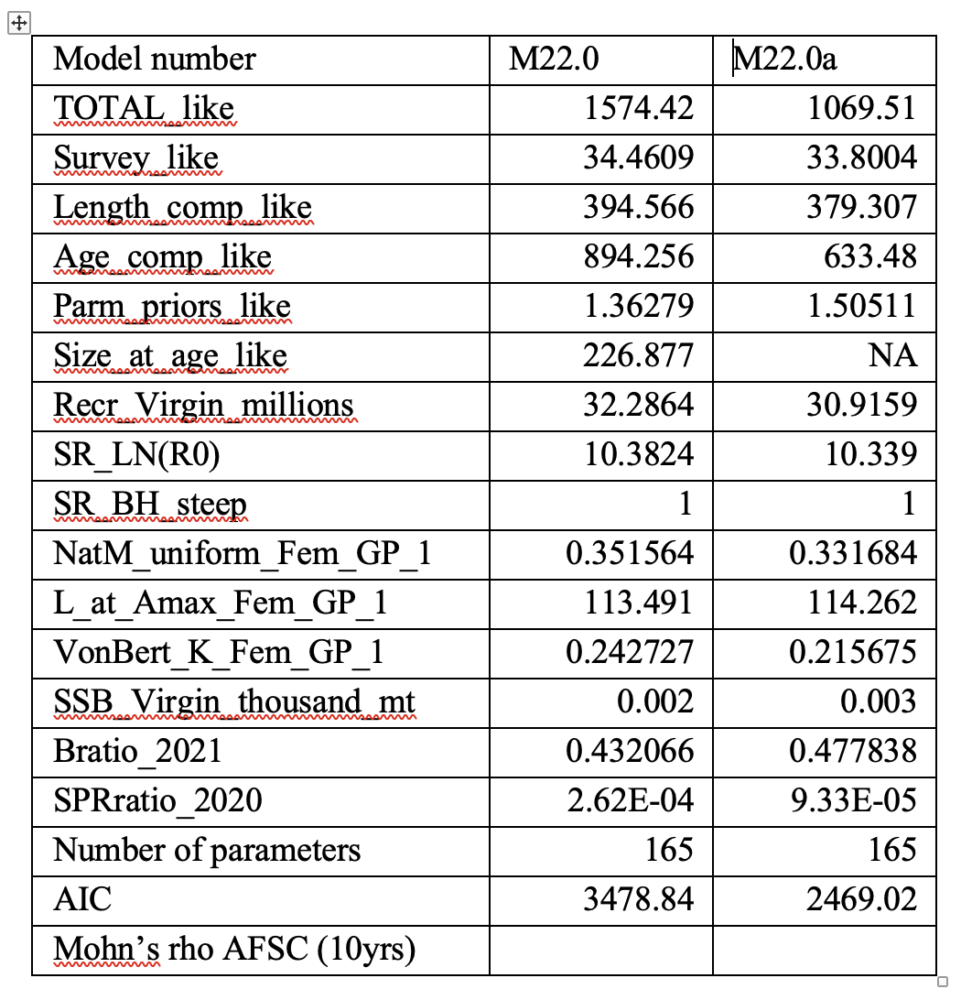 Model number M22.0 M22.0a
TOTAL_like 1574.42 1069.51
Survey_like 34.4609 33.8004
Length_comp_like 394.566 379.307
Age_comp_like 894.256 633.48
Parm_priors_like 1.36279 1.50511
Size_at_age_like 226.877 NA
Recr_Virgin_millions 32.2864 30.9159
SR_LN(R0) 10.3824 10.339
SR_BH_steep 1 1
NatM_uniform_Fem_GP_1 0.351564 0.331684
L_at_Amax_Fem_GP_1 113.491 114.262
VonBert_K_Fem_GP_1 0.242727 0.215675
SSB_Virgin_thousand_mt 0.002 0.003
Bratio_2021 0.432066 0.477838
SPRratio_2020 2.62E-04 9.33E-05
Number of parameters 165 165
AIC 3478.84 2469.02
Mohn’s rho AFSC (10yrs)